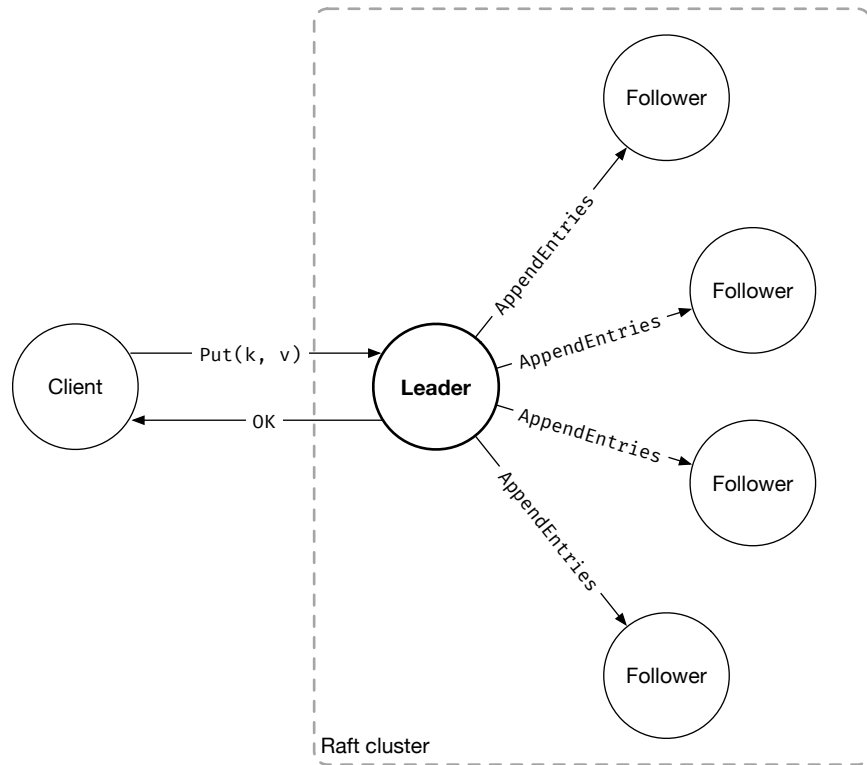 Follower
AppendEntries
Follower
AppendEntries
Put(k, v)
Client
Leader
OK
AppendEntries
Follower
AppendEntries
Follower
Raft cluster